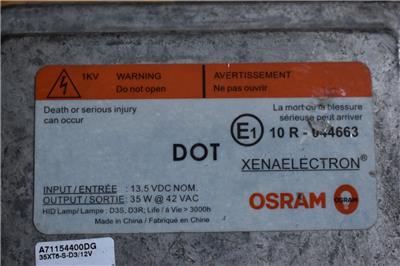 1KV WARNING
Do not open
AVERTISSEMENT
Ne pas ouvrir
Death or serious injury
can occur
La mort ou la blessure
sérieuse peut arriver
E1 10 R - 044663
DOT
XENAELECTRON®
INPUT / ENTRÉE : 13.5 VDC NOM.
OUTPUT / SORTIE : 35 W @ 42 VAC
HID Lamp/ Lampe : D3S, D3R; Life / á Vie > 3000h
Made in China / Fabriqué en Chine
OSRAM
A71154400DG
35XT6-S-D3/12V